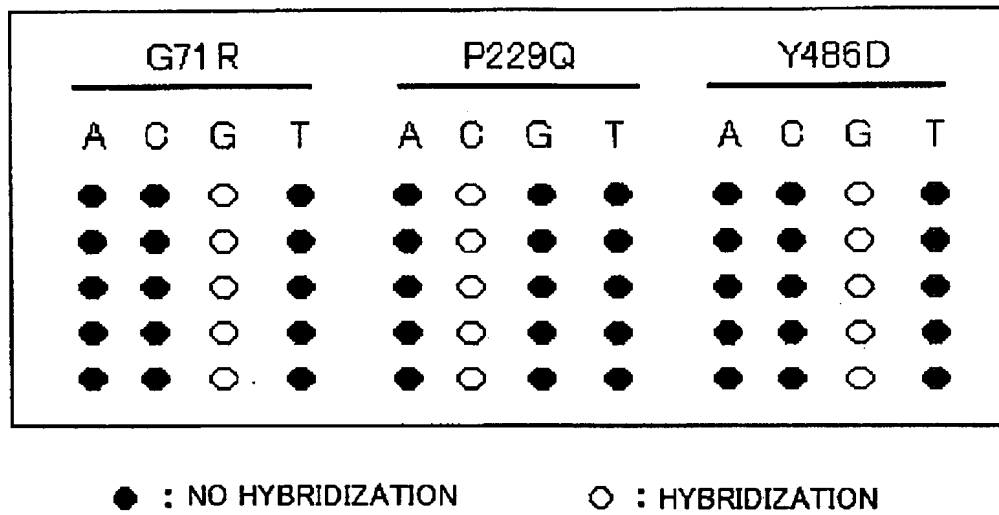 G71R P229Q Y486D
A C G T A C G T A C G T
● : NO HYBRIDIZATION ○ : HYBRIDIZATION